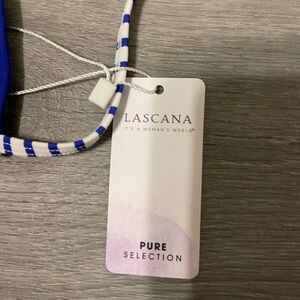 LASCANA
IT'S A WOMAN'S WORLD®
PURE
SELECTION